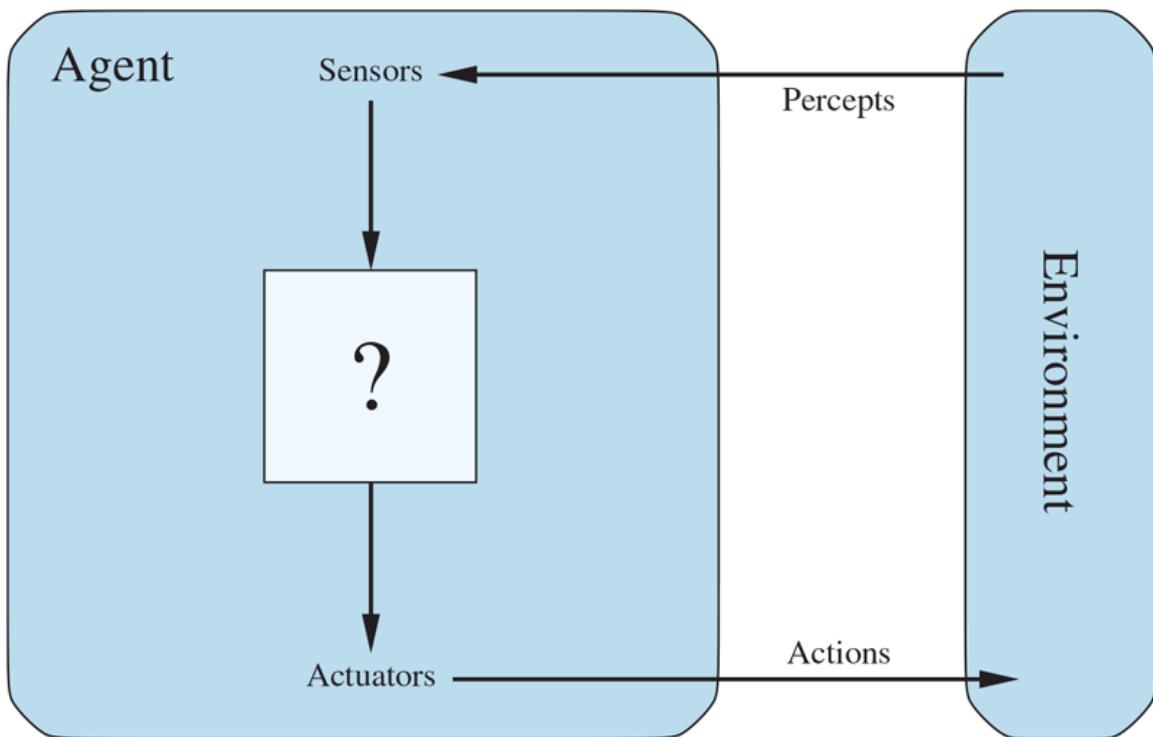 Agent
Sensors
Percepts
?
Environment
Actions
Actuators